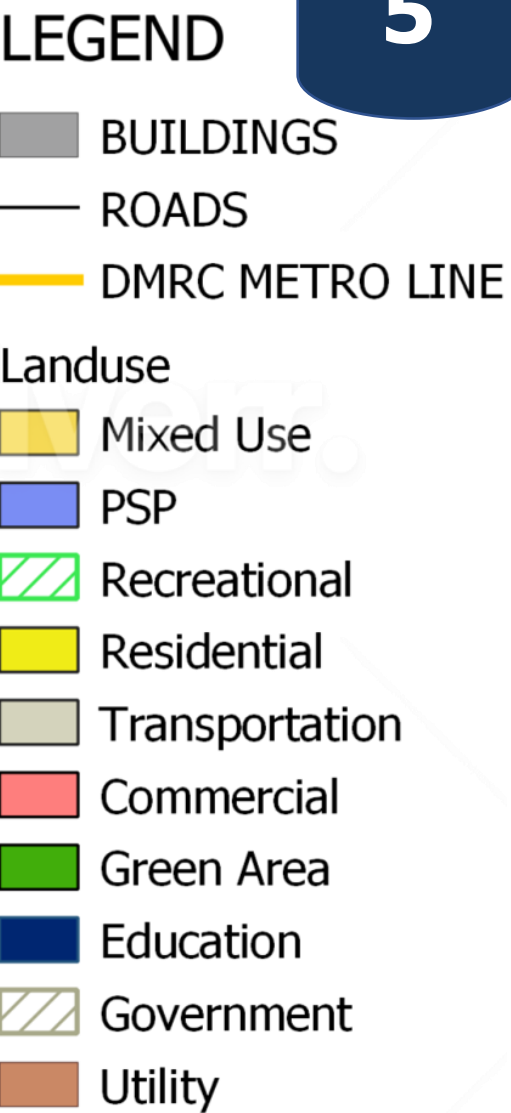 LEGEND
5
BUILDINGS
ROADS
DMRC METRO LINE
Landuse
Mixed Use
PSP
Recreational
Residential
Transportation
Commercial
Green Area
Education
Government
Utility